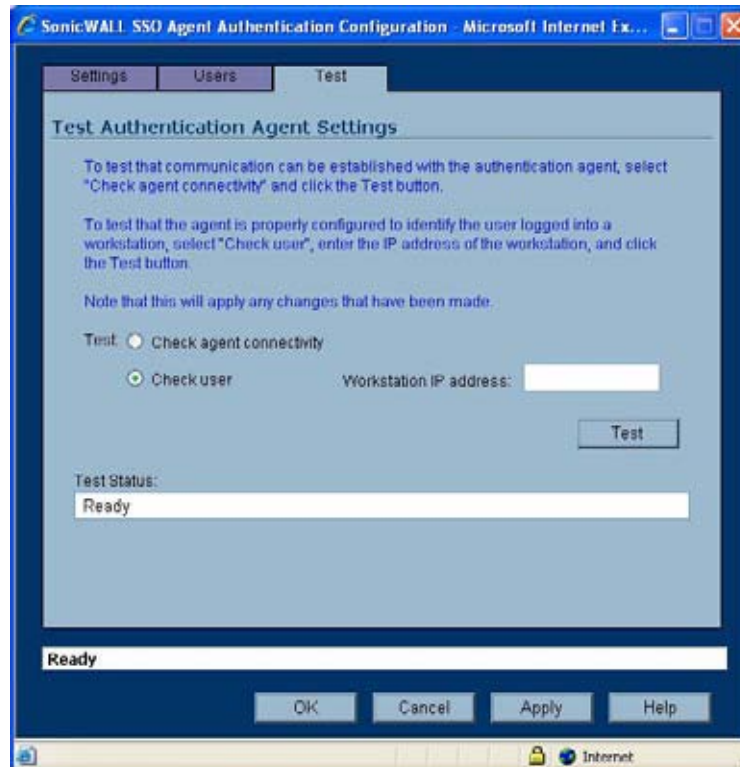 SonicWALL SSO Agent Authentication Configuration - Microsoft Internet Ex...
Settings
Users
Test
Test Authentication Agent Settings
To test that communication can be established with the authentication agent, select
"Check agent connectivity" and click the Test button.
To test that the agent is properly configured to identify the user logged into a
workstation, select "Check user", enter the IP address of the workstation, and click
the Test button.
Note that this will apply any changes that have been made.
Test: Check agent connectivity
Check user
Workstation IP address:
Test
Test Status:
Ready
Ready
OK
Cancel
Apply
Help
Internet